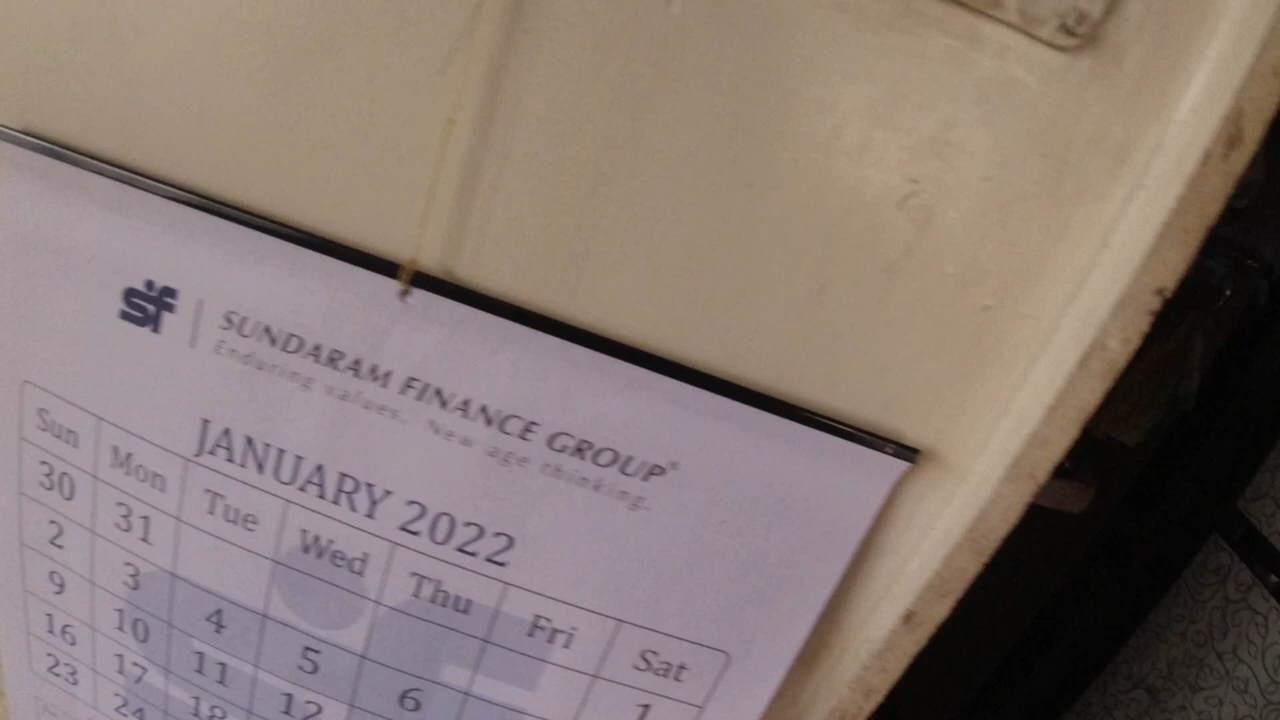 sf
SUNDARAM FINANCE GROUP®
Enduring values. New age thinking.
JANUARY 2022
Sun Mon Tue Wed Thu Fri Sat
30 31 1
2 3 4 5 6
9 10 11 12
16 17 18
23 24